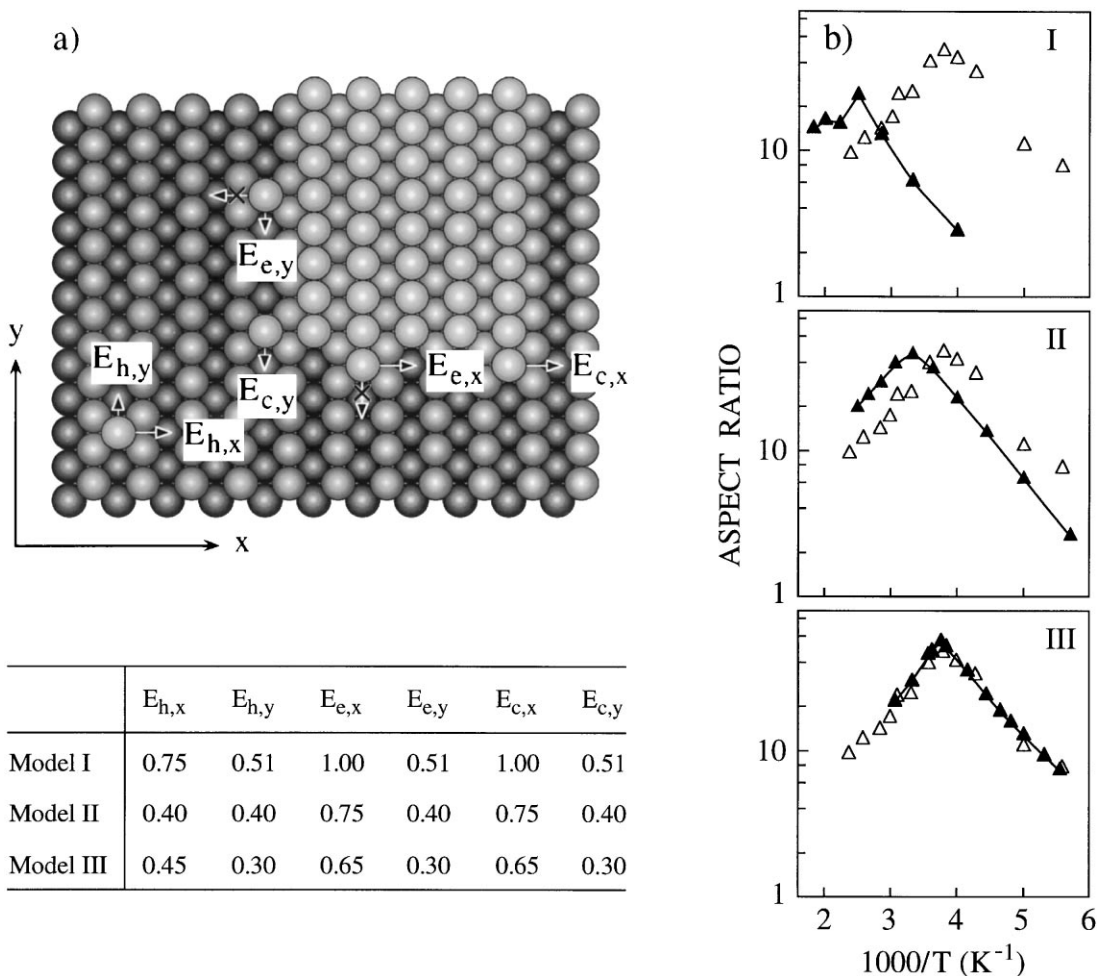 a)
E_e,y
E_h,y
E_c,y
E_e,x
E_c,x
E_h,x
y
x
E_h,x E_h,y E_e,x E_e,y E_c,x E_c,y
Model I 0.75 0.51 1.00 0.51 1.00 0.51
Model II 0.40 0.40 0.75 0.40 0.75 0.40
Model III 0.45 0.30 0.65 0.30 0.65 0.30
b)
I
10
1
II
10
1
III
10
1
ASPECT RATIO
2 3 4 5 6
1000/T (K⁻¹)